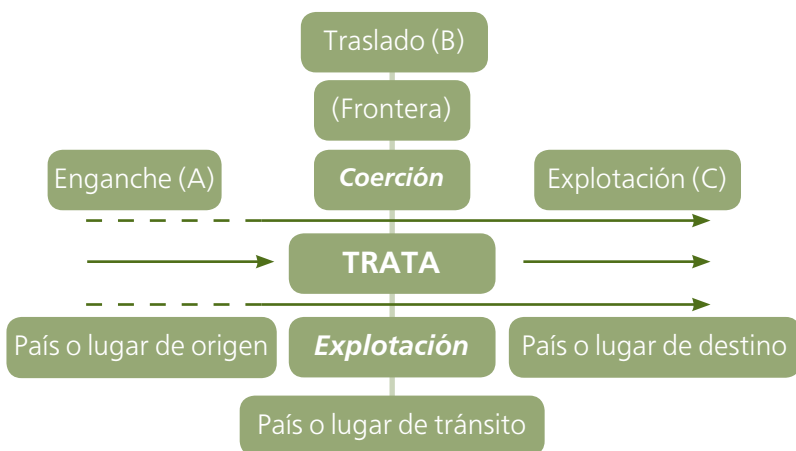 Traslado (B)
(Frontera)
Enganche (A)
Coerción
Explotación (C)
TRATA
País o lugar de origen
Explotación
País o lugar de destino
País o lugar de tránsito